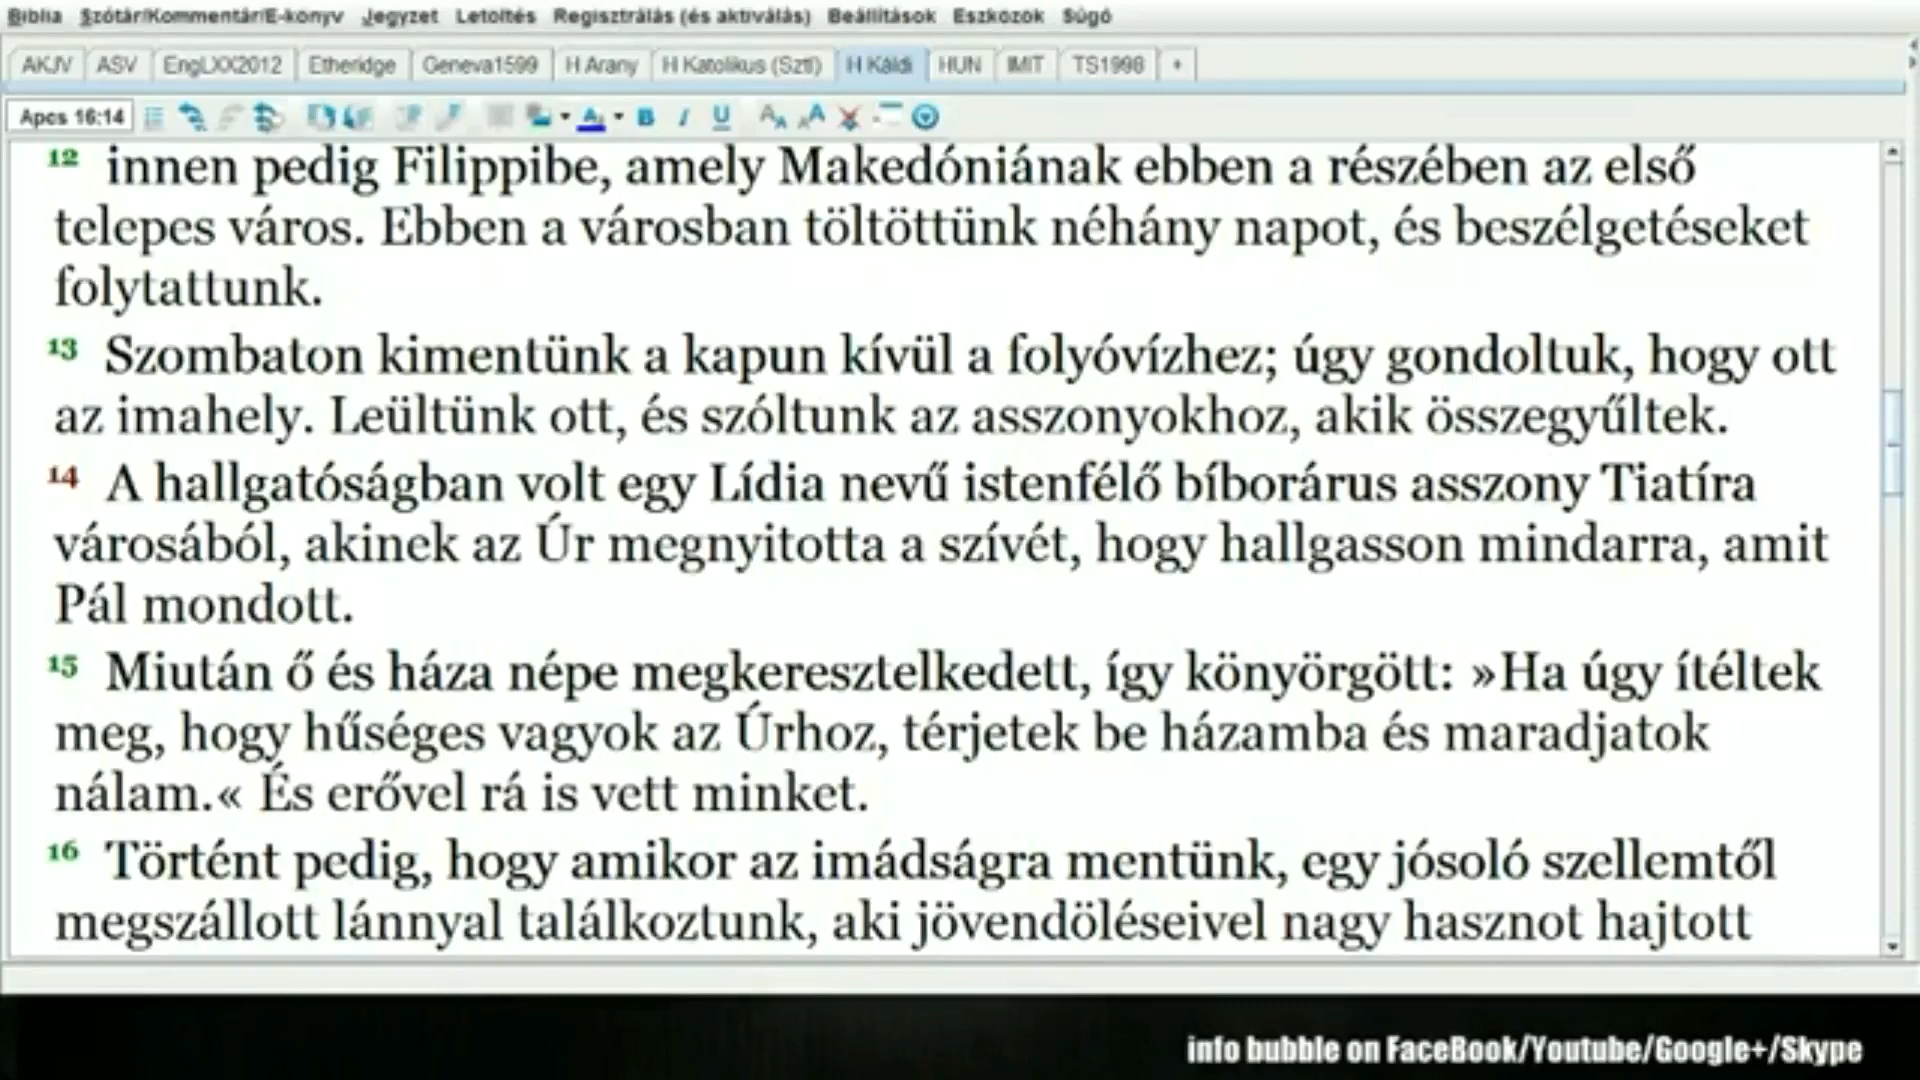 Biblia Szótár/Kommentár/E-könyv Jegyzet Letoltés Regisztrálás (és aktiválás) Beállítások Eszkozok Súgó
AKJV ASV EngLXX2012 Etheridge Geneva1599 H Arany H Katolikus (SztI) H Káldi HUN IMIT TS1998 +
Apcs 16:14
12 innen pedig Filippibe, amely Makedóniának ebben a részében az első
telepes város. Ebben a városban töltöttünk néhány napot, és beszélgetéseket
folytattunk.
13 Szombaton kimentünk a kapun kívül a folyóvízhez; úgy gondoltuk, hogy ott
az imahely. Leültünk ott, és szóltunk az asszonyokhoz, akik összegyűltek.
14 A hallgatóságban volt egy Lídia nevű istenfélő bíborárus asszony Tiatíra
városából, akinek az Úr megnyitotta a szívét, hogy hallgasson mindarra, amit
Pál mondott.
15 Miután ő és háza népe megkeresztelkedett, így könyörgött: »Ha úgy ítéltek
meg, hogy hűséges vagyok az Úrhoz, térjetek be házamba és maradjatok
nálam.« És erővel rá is vett minket.
16 Történt pedig, hogy amikor az imádságra mentünk, egy jósoló szellemtől
megszállott lánnyal találkoztunk, aki jövendöléseivel nagy hasznot hajtott
info bubble on FaceBook/Youtube/Google+/Skype